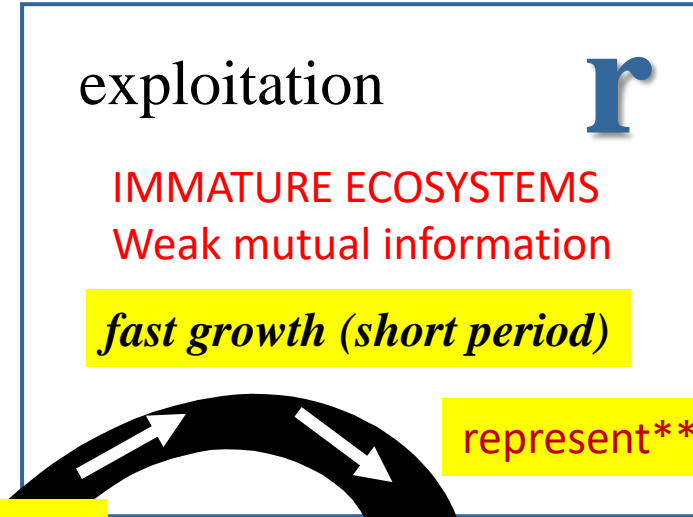 exploitation
r
IMMATURE ECOSYSTEMS
Weak mutual information
fast growth (short period)
represent**